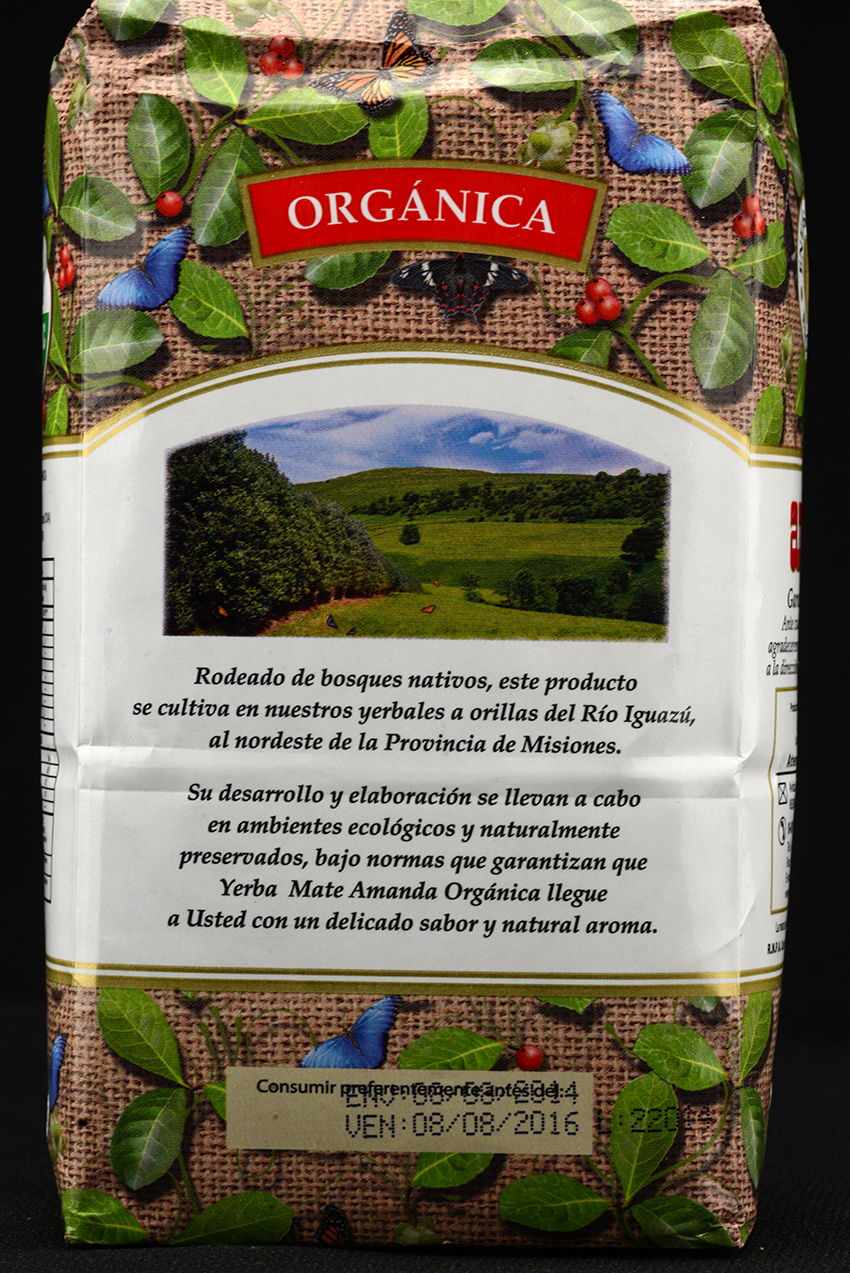 ORGÁNICA
Rodeado de bosques nativos, este producto
se cultiva en nuestros yerbales a orillas del Río Iguazú,
al nordeste de la Provincia de Misiones.
Su desarrollo y elaboración se llevan a cabo
en ambientes ecológicos y naturalmente
preservados, bajo normas que garantizan que
Yerba Mate Amanda Orgánica llegue
a Usted con un delicado sabor y natural aroma.
Consumir preferentemente antes del:
VEN:08/08/2016